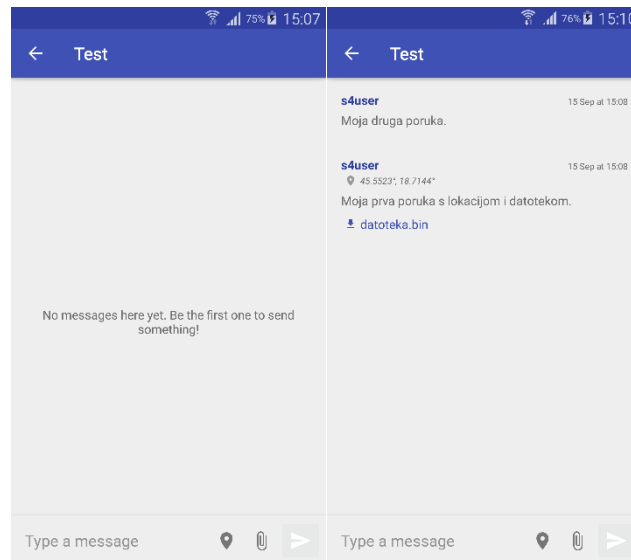 75% 15:07
Test
No messages here yet. Be the first one to send
something!
Type a message
76% 15:10
Test
s4user 15 Sep at 15:08
Moja druga poruka.
s4user 15 Sep at 15:08
45.5523°, 18.7144°
Moja prva poruka s lokacijom i datotekom.
datoteka.bin
Type a message